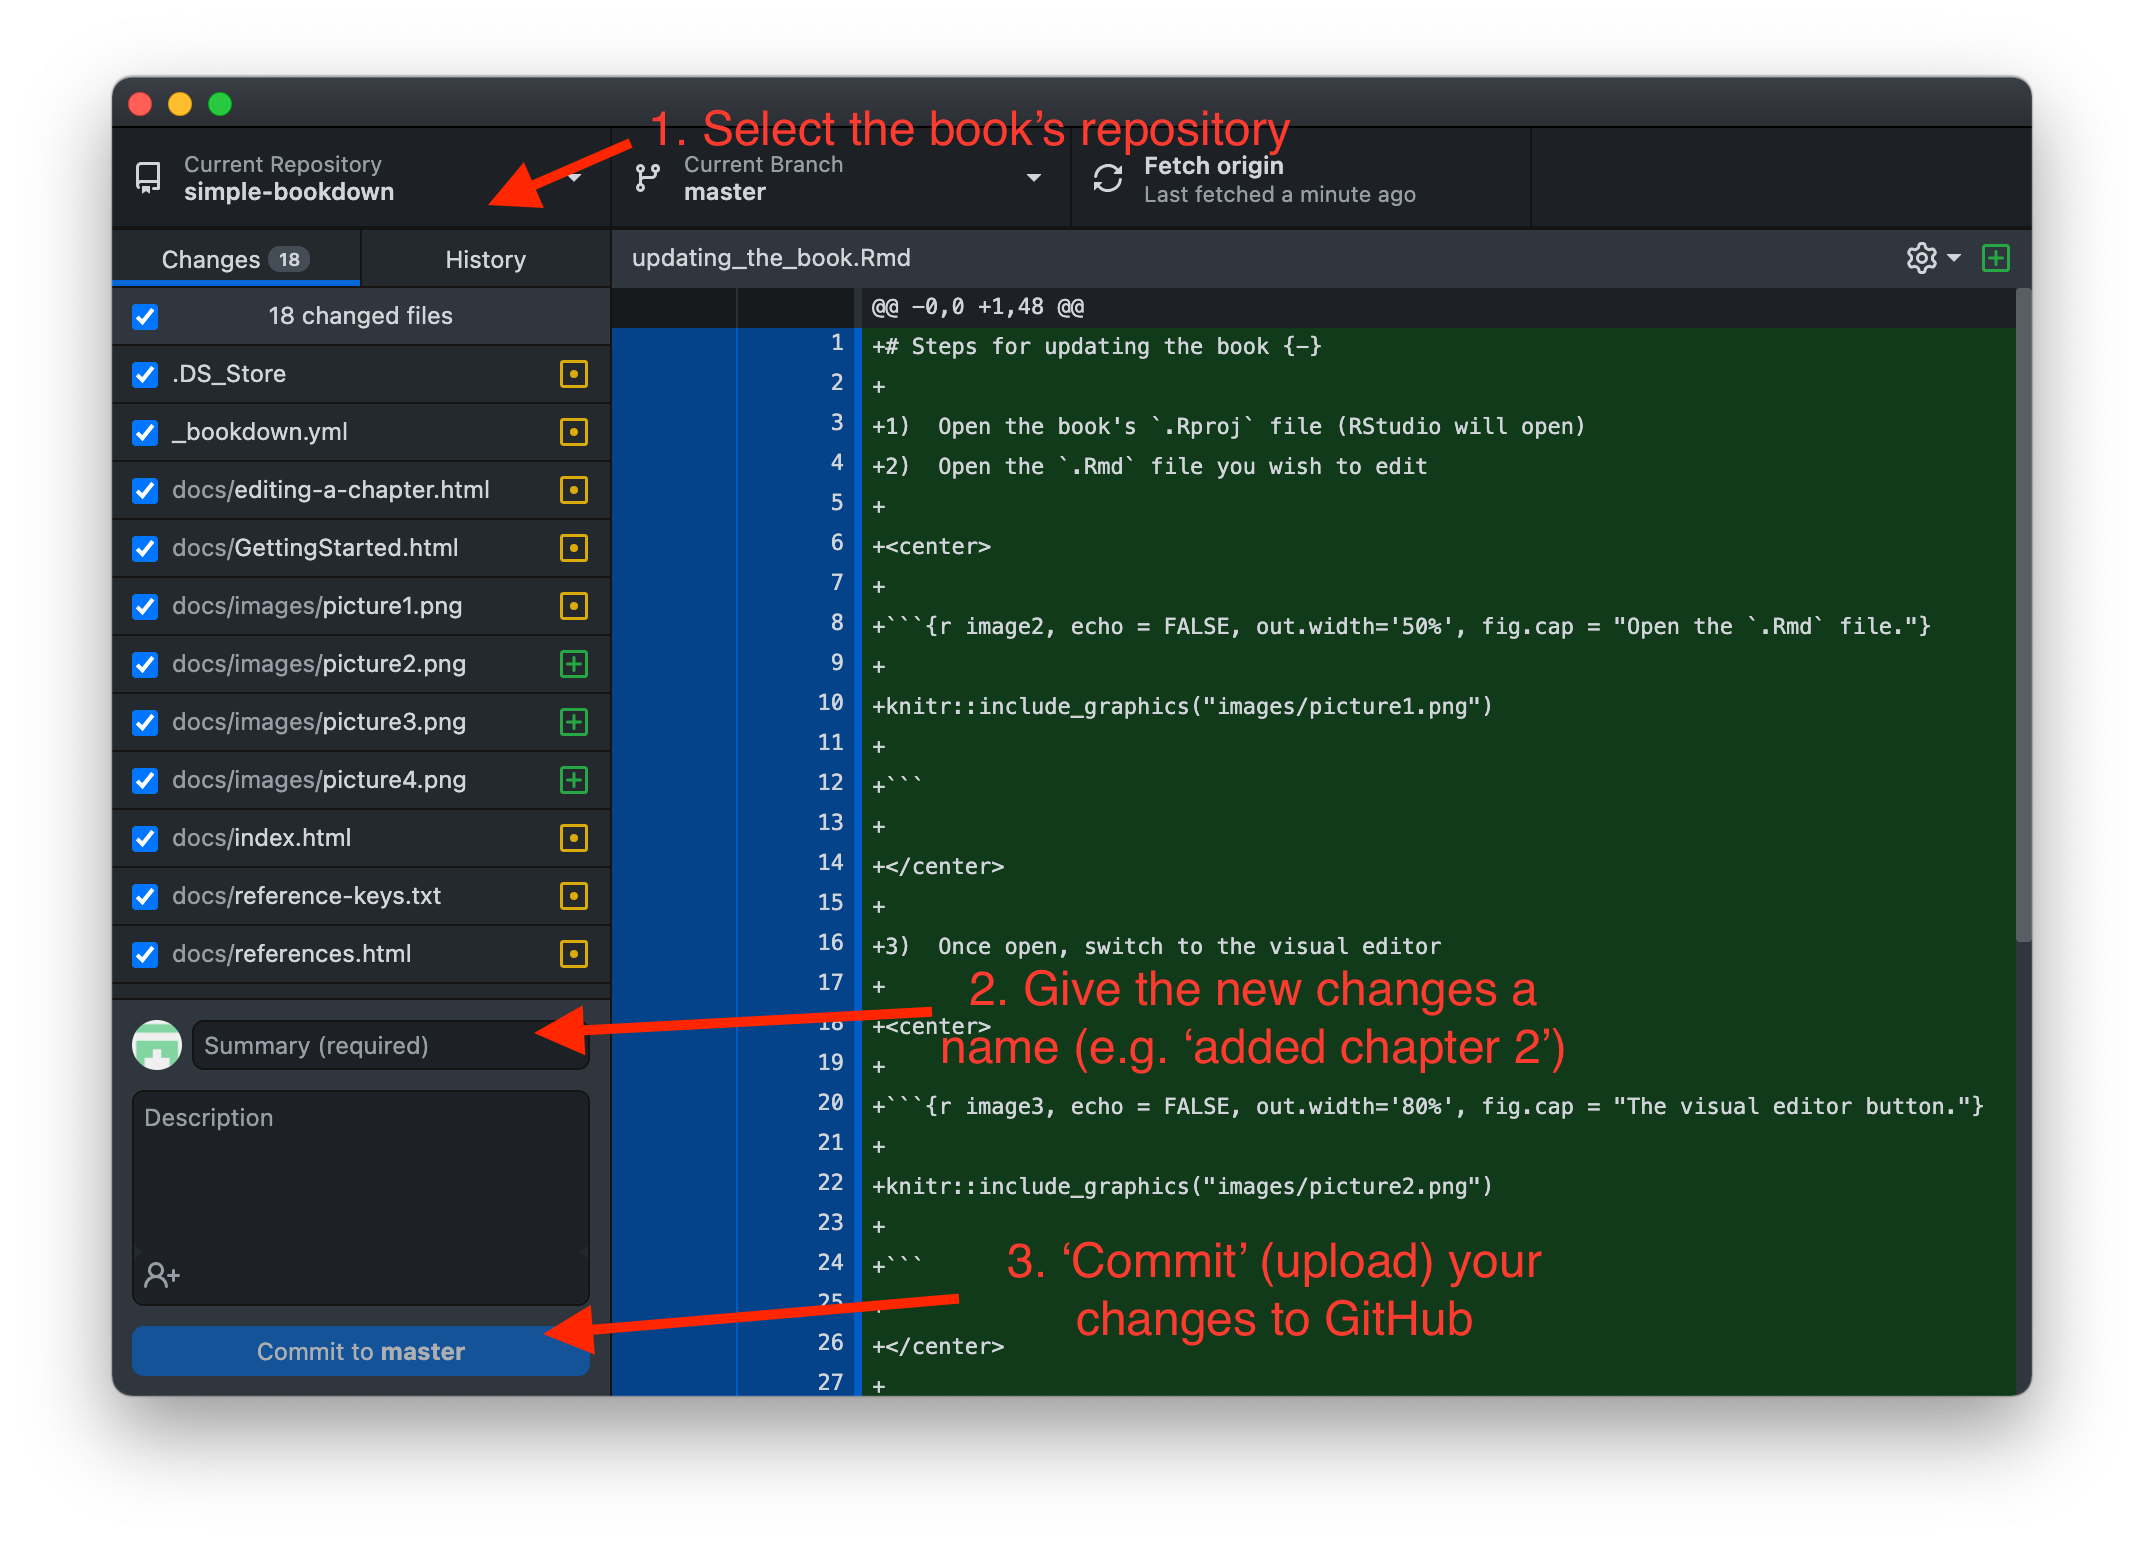 1. Select the book’s repository
Current Repository
simple-bookdown
Current Branch
master
Fetch origin
Last fetched a minute ago
Changes 18
History
18 changed files
.DS_Store
_bookdown.yml
docs/editing-a-chapter.html
docs/GettingStarted.html
docs/images/picture1.png
docs/images/picture2.png
docs/images/picture3.png
docs/images/picture4.png
docs/index.html
docs/reference-keys.txt
docs/references.html
Summary (required)
Description
Commit to master
updating_the_book.Rmd
@@ -0,0 +1,48 @@
1 +# Steps for updating the book {-}
2 +
3 +1)  Open the book's `.Rproj` file (RStudio will open)
4 +2)  Open the `.Rmd` file you wish to edit
5 +
6 +<center>
7 +
8 +```{r image2, echo = FALSE, out.width='50%', fig.cap = "Open the `.Rmd` file."}
9 +
10 +knitr::include_graphics("images/picture1.png")
11 +
12 +```
13 +
14 +</center>
15 +
16 +3)  Once open, switch to the visual editor
17 +
18 +<center>
19 +
20 +```{r image3, echo = FALSE, out.width='80%', fig.cap = "The visual editor button."}
21 +
22 +knitr::include_graphics("images/picture2.png")
23 +
24 +```
25 +
26 +</center>
27 +
2. Give the new changes a
name (e.g. ‘added chapter 2’)
3. ‘Commit’ (upload) your
changes to GitHub